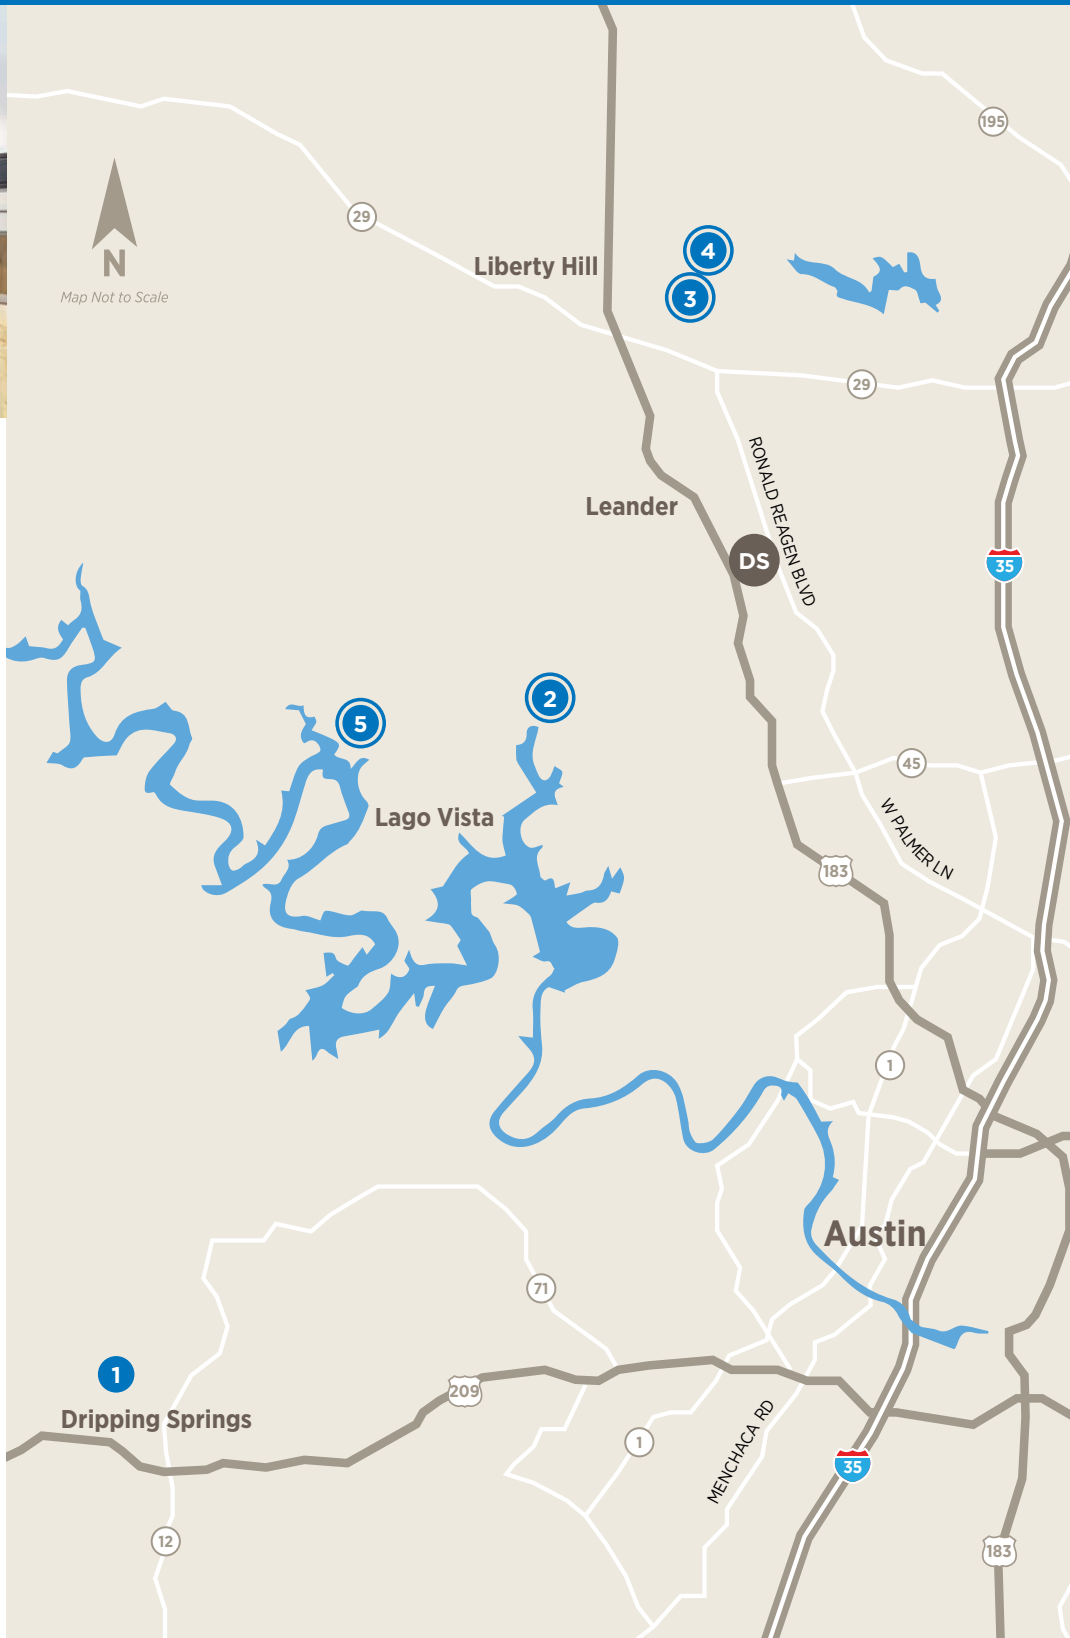 195
29
4
Liberty Hill
N
3
Map Not to Scale
29
RONALD REAGEN BLVD
Leander
DS
35
2
5
45
Lago Vista
W PALMER LN
183
1
Austin
71
1
209
Dripping Springs
MENCHACA RD
1
35
12
183